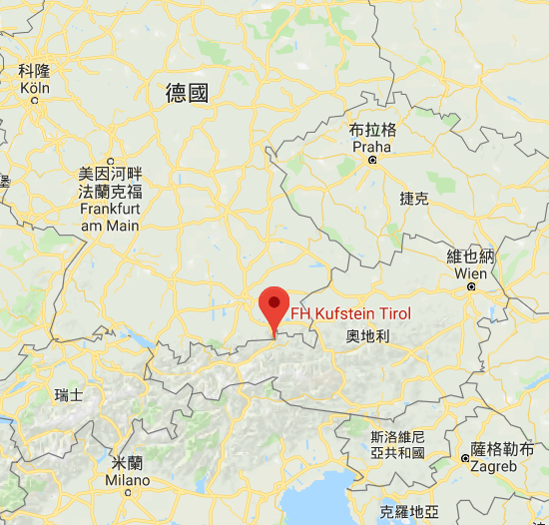 科隆
Köln
德國
布拉格
Praha
美因河畔
法蘭克福
Frankfurt
am Main
堡
捷克
維也納
Wien
FH Kufstein Tirol
奧地利
瑞士
斯洛維尼
亞共和國
薩格勒布
Zagreb
米蘭
Milano
克羅地亞